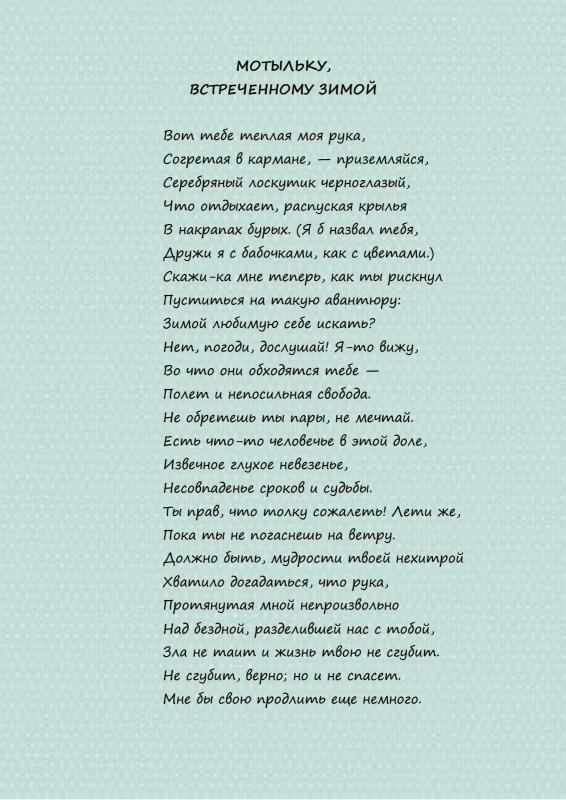 МОТЫЛЬКУ,
ВСТРЕЧЕННОМУ ЗИМОЙ
Вот тебе теплая моя рука,
Согретая в кармане, — приземляйся,
Серебряный лоскутик черноглазый,
Что отдыхает, распуская крылья
В накрапах бурых. (Я б назвал тебя,
Дружи я с бабочками, как с цветами.)
Скажи-ка мне теперь, как ты рискнул
Пуститься на такую авантюру:
Зимой любимую себе искать?
Нет, погоди, дослушай! Я-то вижу,
Во что они обходятся тебе —
Полет и непосильная свобода.
Не обретешь ты пары, не мечтай.
Есть что-то человечье в этой доле,
Извечное глухое невезенье,
Несовпаденье сроков и судьбы.
Ты прав, что толку сожалеть! Лети же,
Пока ты не погаснешь на ветру.
Должно быть, мудрости твоей нехитрой
Хватило догадаться, что рука,
Протянутая мной непроизвольно
Над бездной, разделившей нас с тобой,
Зла не таит и жизнь твою не сгубит.
Не сгубит, верно; но и не спасет.
Мне бы свою продлить еще немного.